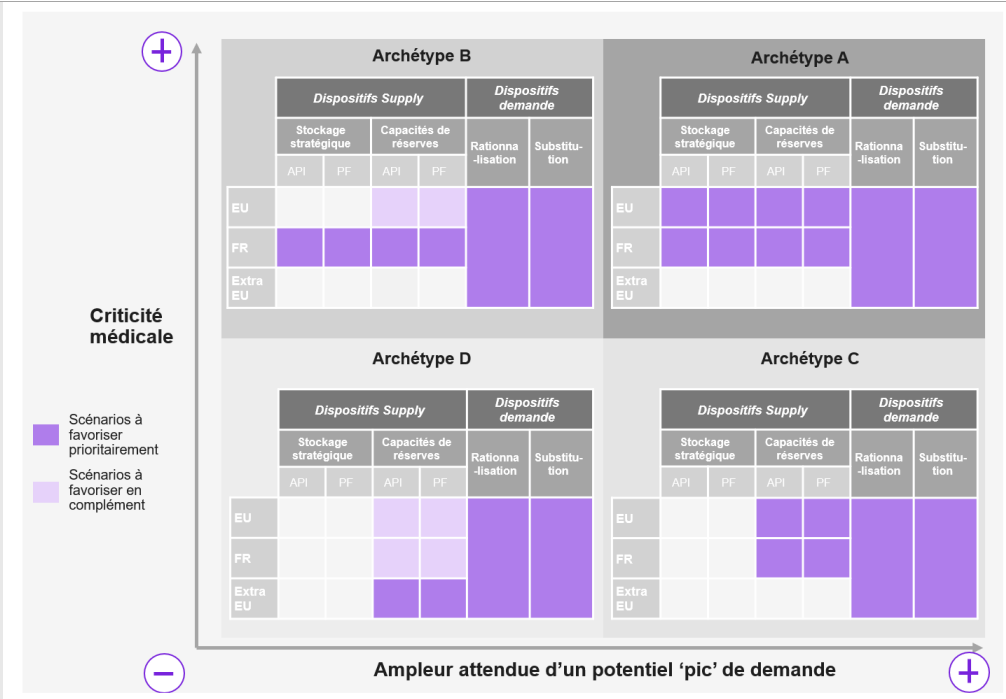 Archétype B
Dispositifs Supply
Dispositifs
demande
Stockage
stratégique
Capacités de
réserves
Rationna
-lisation
Substitu-
tion
API
PF
API
PF
EU
FR
Extra
EU
Archétype A
Dispositifs Supply
Dispositifs
demande
Stockage
stratégique
Capacités de
réserves
Rationna
-lisation
Substitu-
tion
API
PF
API
PF
EU
FR
Extra
EU
Criticité
médicale
Scénarios à
favoriser
prioritairement
Scénarios à
favoriser en
complément
Archétype D
Dispositifs Supply
Dispositifs
demande
Stockage
stratégique
Capacités de
réserves
Rationna
-lisation
Substitu-
tion
API
PF
API
PF
EU
FR
Extra
EU
Archétype C
Dispositifs Supply
Dispositifs
demande
Stockage
stratégique
Capacités de
réserves
Rationna
-lisation
Substitu-
tion
API
PF
API
PF
EU
FR
Extra
EU
Ampleur attendue d’un potentiel ‘pic’ de demande